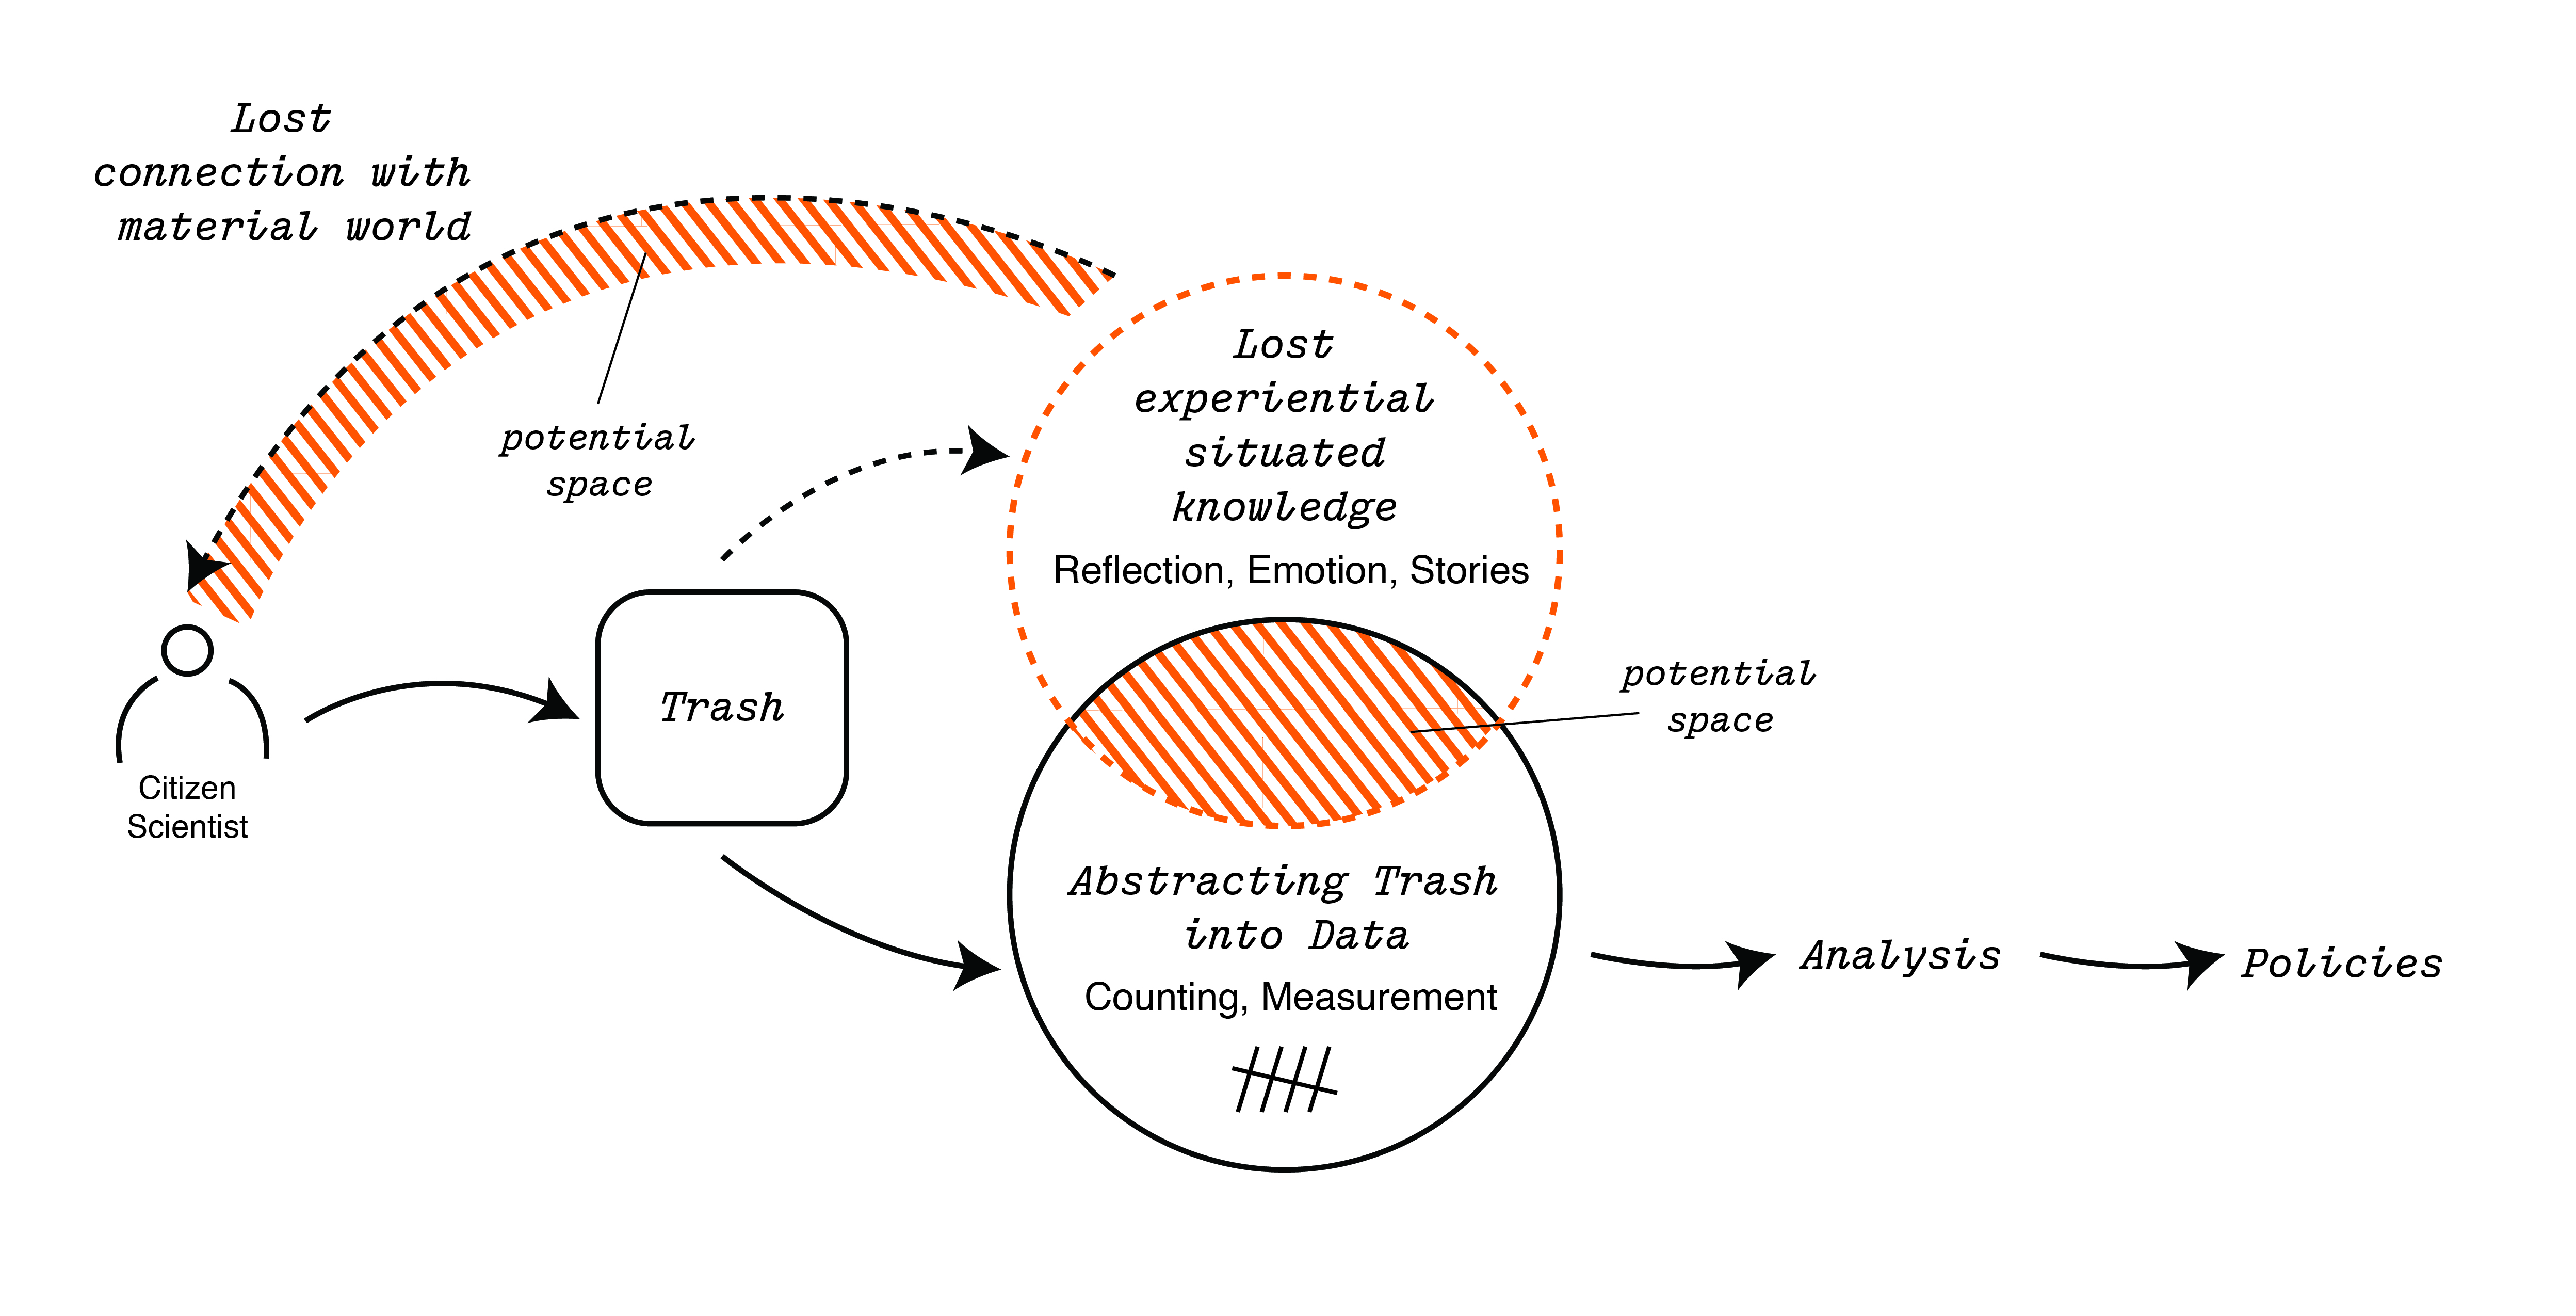 Lost
connection with
material world
potential
space
Lost
experiential
situated
knowledge
Reflection, Emotion, Stories
potential
space
Trash
Citizen
Scientist
Abstracting Trash
into Data
Counting, Measurement
Analysis
Policies